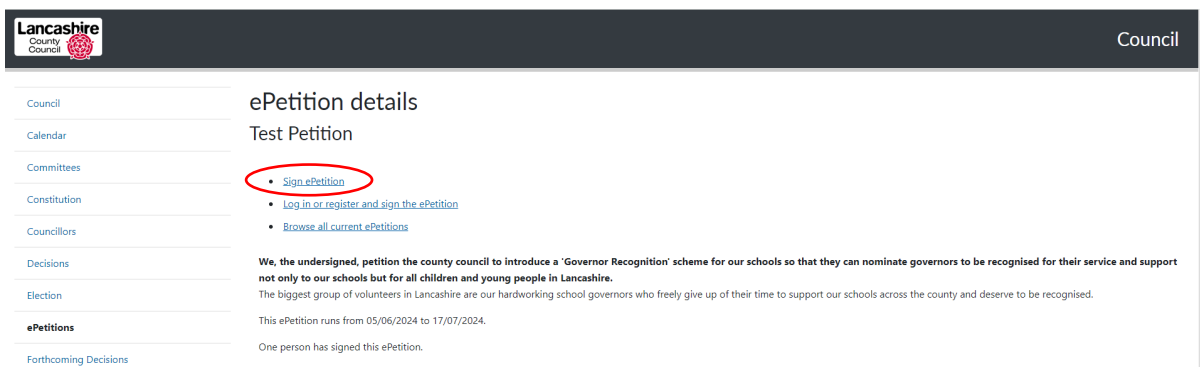 Lancashire
County
Council
Council
Council
Calendar
Committees
Constitution
Councillors
Decisions
Election
ePetitions
Forthcoming Decisions
ePetition details
Test Petition
Sign ePetition
Log in or register and sign the ePetition
Browse all current ePetitions
We, the undersigned, petition the county council to introduce a 'Governor Recognition' scheme for our schools so that they can nominate governors to be recognised for their service and support
not only to our schools but for all children and young people in Lancashire.
The biggest group of volunteers in Lancashire are our hardworking school governors who freely give up of their time to support our schools across the county and deserve to be recognised.
This ePetition runs from 05/06/2024 to 17/07/2024.
One person has signed this ePetition.